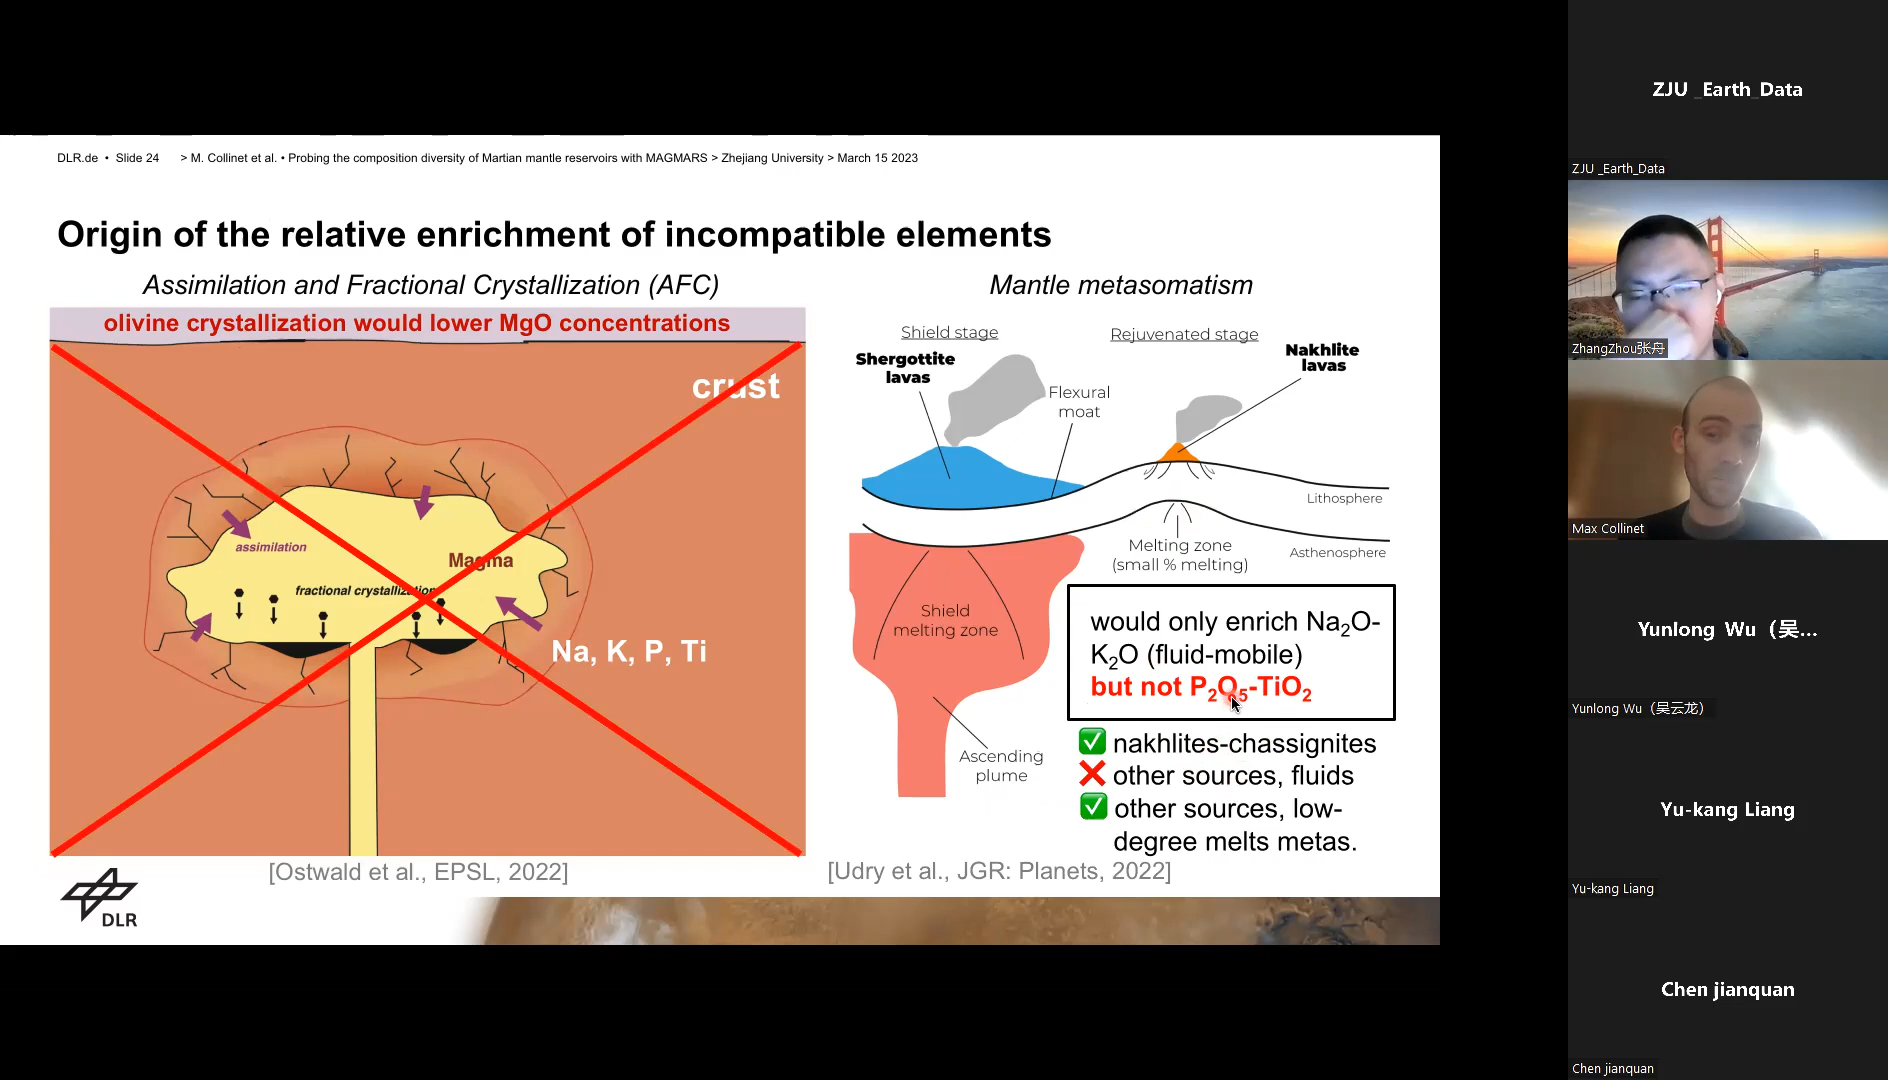 DLR.de • Slide 24 > M. Collinet et al. • Probing the composition diversity of Martian mantle reservoirs with MAGMARS > Zhejiang University > March 15 2023
Origin of the relative enrichment of incompatible elements
Assimilation and Fractional Crystallization (AFC)
olivine crystallization would lower MgO concentrations
crust
assimilation
Magma
fractional crystallization
Na, K, P, Ti
[Ostwald et al., EPSL, 2022]
DLR
Mantle metasomatism
Shield stage
Rejuvenated stage
Shergottite
lavas
Nakhlite
lavas
Flexural
moat
Lithosphere
Asthenosphere
Melting zone
(small % melting)
Shield
melting zone
Ascending
plume
would only enrich Na₂O-
K₂O (fluid-mobile)
but not P₂O₅-TiO₂
✅ nakhlites-chassignites
❌ other sources, fluids
✅ other sources, low-
degree melts metas.
[Udry et al., JGR: Planets, 2022]
ZJU _Earth_Data
ZJU _Earth_Data
ZhangZhou张舟
Max Collinet
Yunlong Wu（吴...
Yunlong Wu（吴云龙）
Yu-kang Liang
Yu-kang Liang
Chen jianquan
Chen jianquan